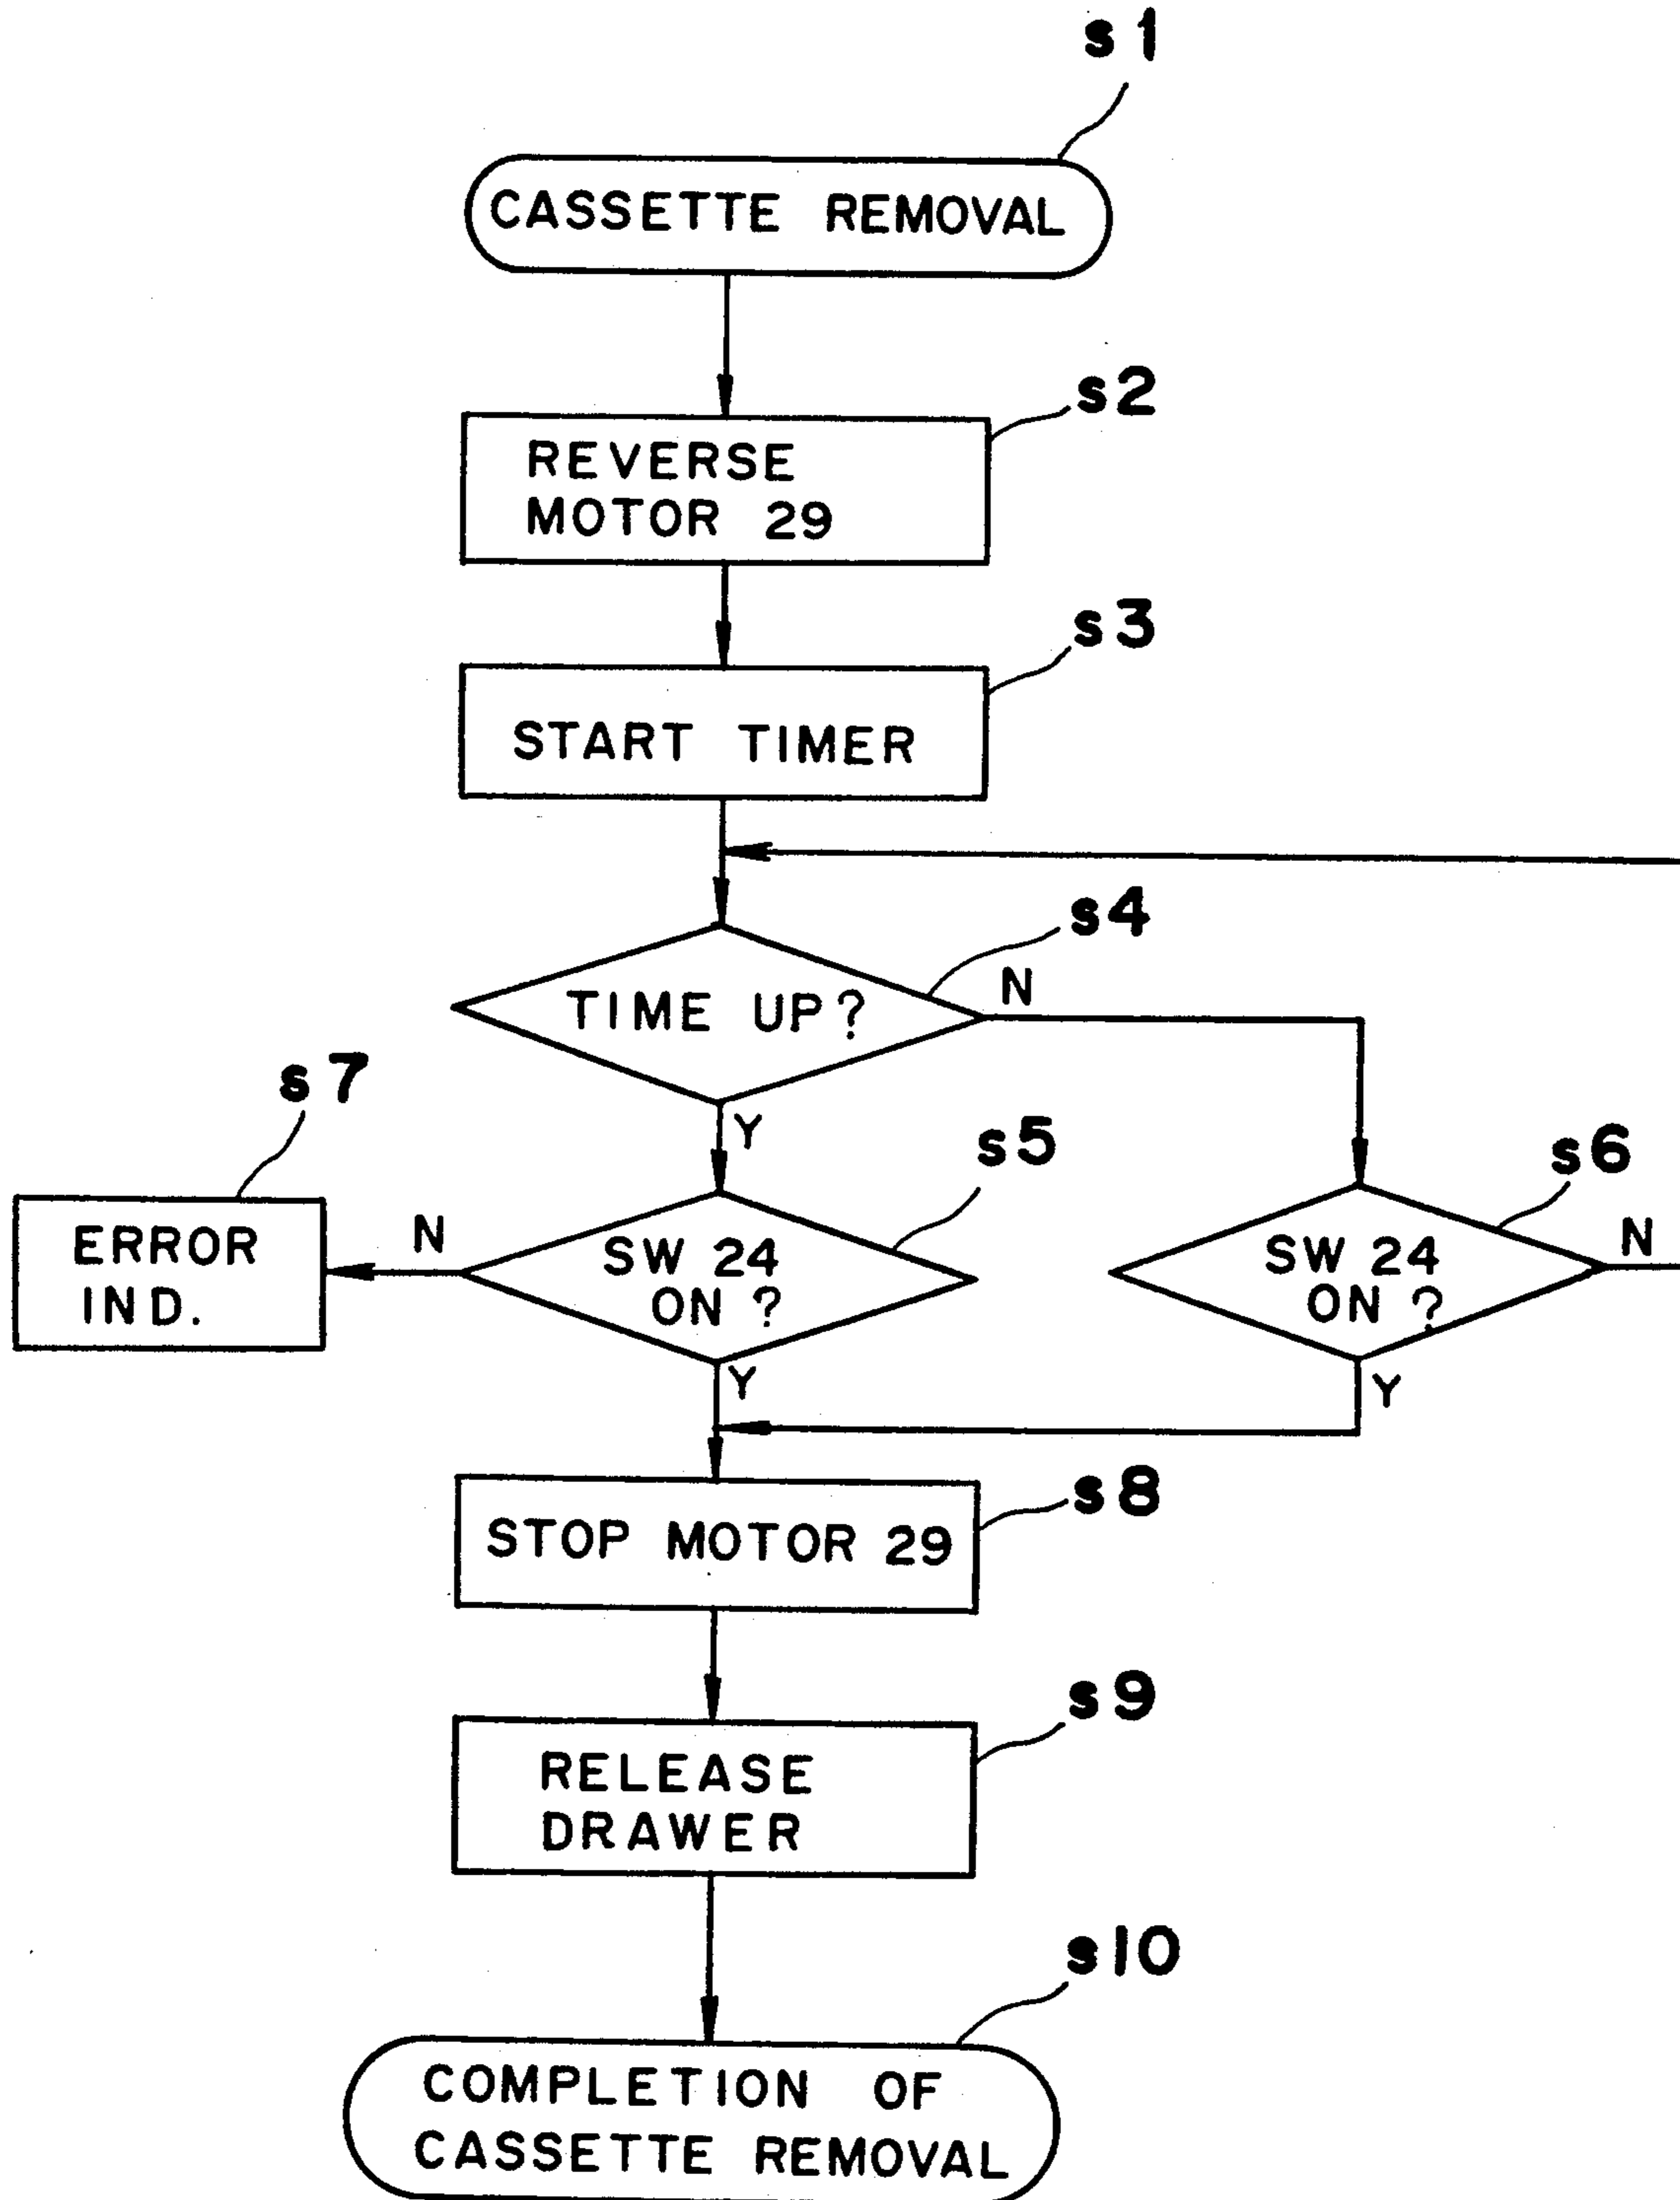 s1
CASSETTE REMOVAL
s2
REVERSE
MOTOR 29
s3
START TIMER
s4
TIME UP?
N
Y
s7
ERROR
IND.
N
s5
SW 24
ON ?
Y
s6
SW 24
ON ?
N
Y
s8
STOP MOTOR 29
s9
RELEASE
DRAWER
s10
COMPLETION OF
CASSETTE REMOVAL